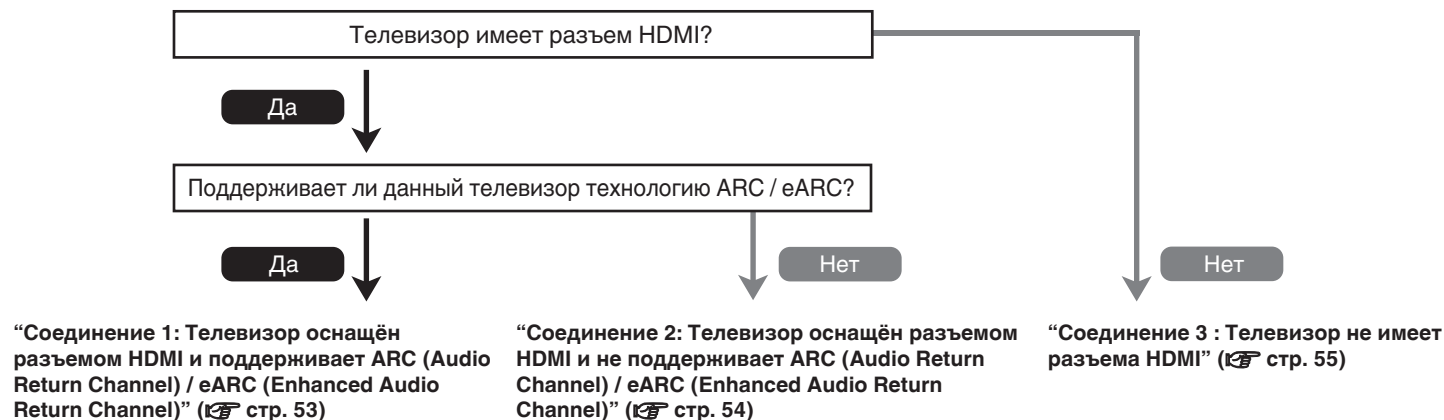 Телевизор имеет разъем HDMI?
Да
Поддерживает ли данный телевизор технологию ARC / eARC?
Да
Нет
Нет
“Соединение 1: Телевизор оснащён
разъемом HDMI и поддерживает ARC (Audio
Return Channel) / eARC (Enhanced Audio
Return Channel)” (☞ стр. 53)
“Соединение 2: Телевизор оснащён разъемом
HDMI и не поддерживает ARC (Audio Return
Channel) / eARC (Enhanced Audio Return
Channel)” (☞ стр. 54)
“Соединение 3 : Телевизор не имеет
разъема HDMI” (☞ стр. 55)